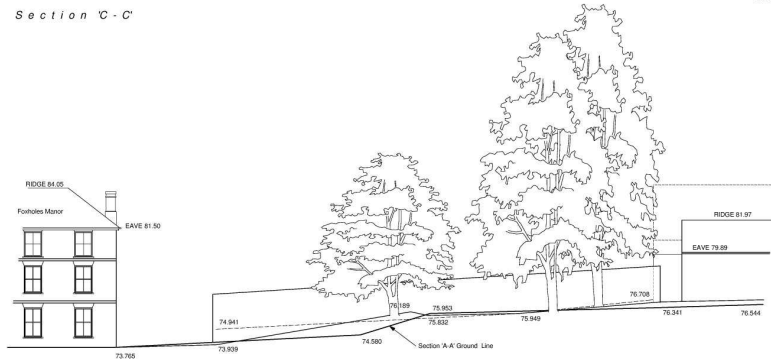 Section 'C - C'
RIDGE 84.05
Foxholes Manor
EAVE 81.50
RIDGE 81.97
EAVE 79.89
74.941
76.189
75.953
75.832
76.708
75.949
76.341
76.544
73.765
73.939
74.580
Section 'A-A' Ground Line